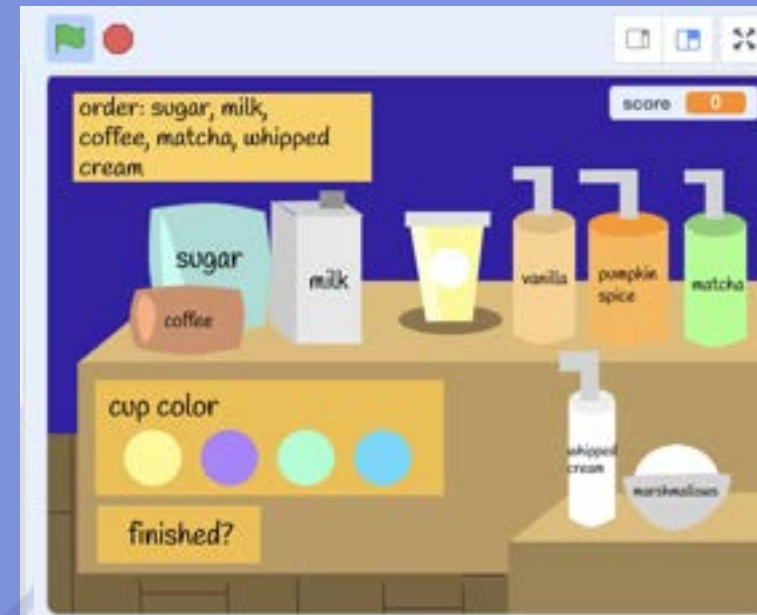 order: sugar, milk,
coffee, matcha, whipped
cream
score 0
sugar
milk
coffee
vanilla
pumpkin
spice
matcha
cup color
whipped
cream
marshmallows
finished?